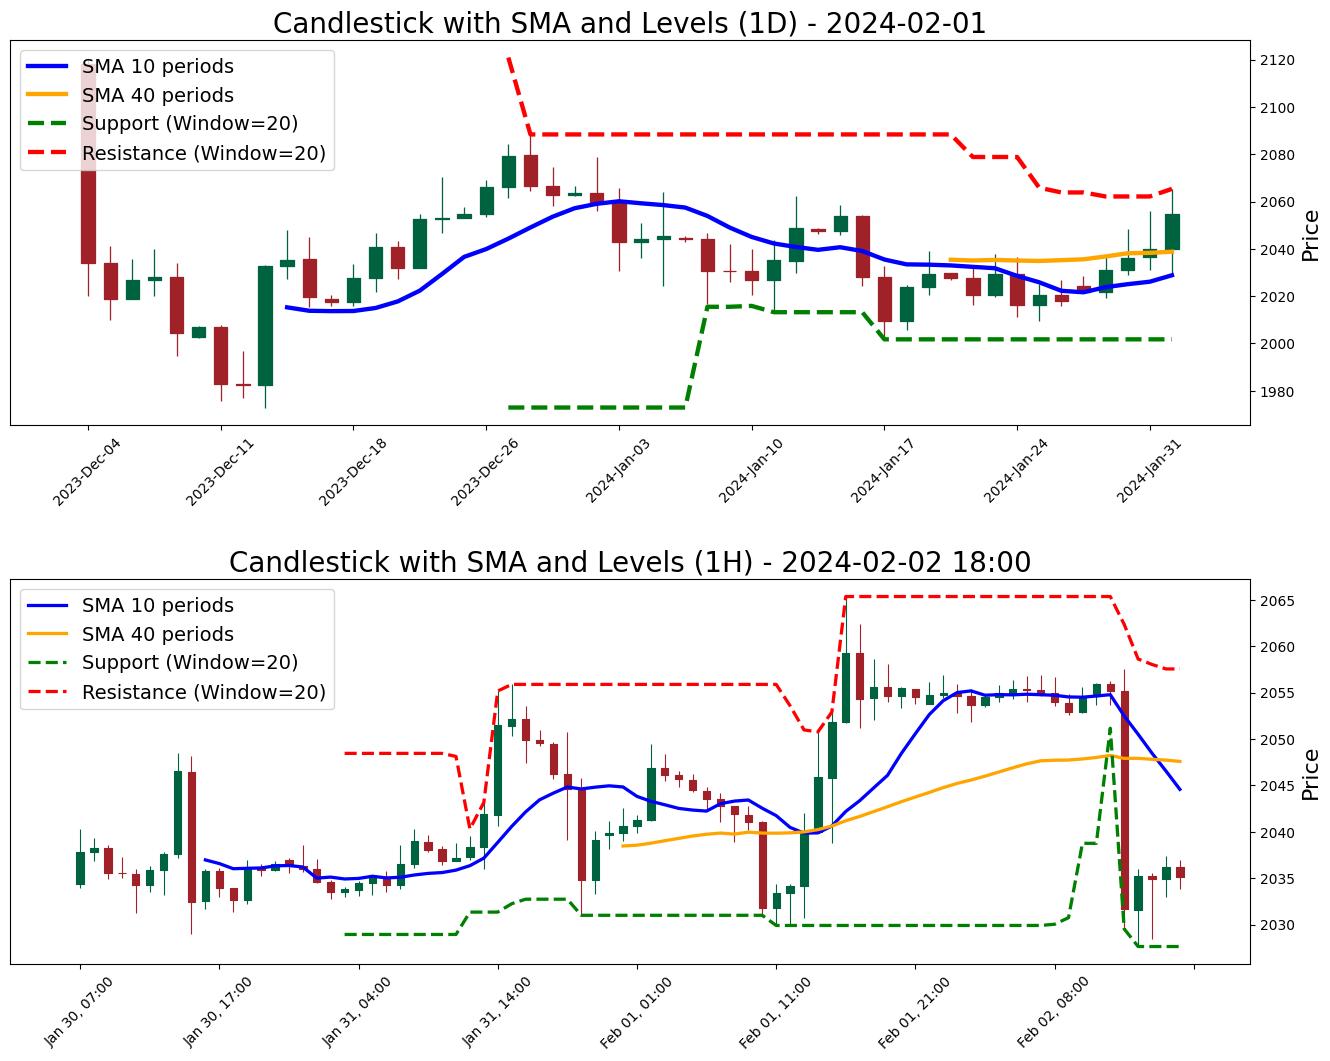 Candlestick with SMA and Levels (1D) - 2024-02-01
SMA 10 periods
SMA 40 periods
Support (Window=20)
Resistance (Window=20)
2120
2100
2080
2060
2040
2020
2000
1980
Price
2023-Dec-04
2023-Dec-11
2023-Dec-18
2023-Dec-26
2024-Jan-03
2024-Jan-10
2024-Jan-17
2024-Jan-24
2024-Jan-31
Candlestick with SMA and Levels (1H) - 2024-02-02 18:00
SMA 10 periods
SMA 40 periods
Support (Window=20)
Resistance (Window=20)
2065
2060
2055
2050
2045
2040
2035
2030
Price
Jan 30, 07:00
Jan 30, 17:00
Jan 31, 04:00
Jan 31, 14:00
Feb 01, 01:00
Feb 01, 11:00
Feb 01, 21:00
Feb 02, 08:00